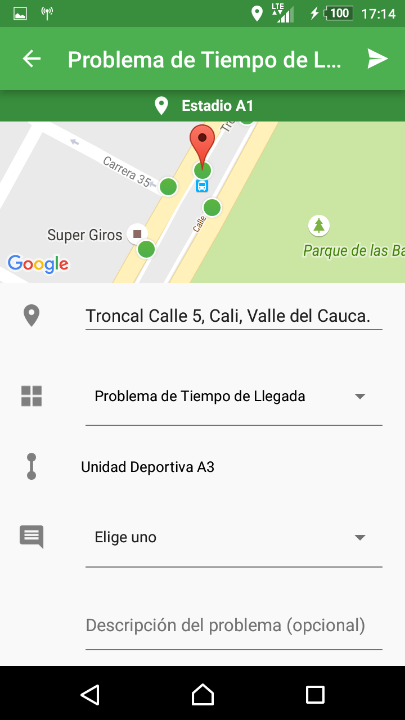 LTE
100
17:14
Problema de Tiempo de L...
Estadio A1
Carrera 35
Calle
Super Giros
Google
Parque de las Ba
Troncal Calle 5, Cali, Valle del Cauca.
Problema de Tiempo de Llegada
Unidad Deportiva A3
Elige uno
Descripción del problema (opcional)